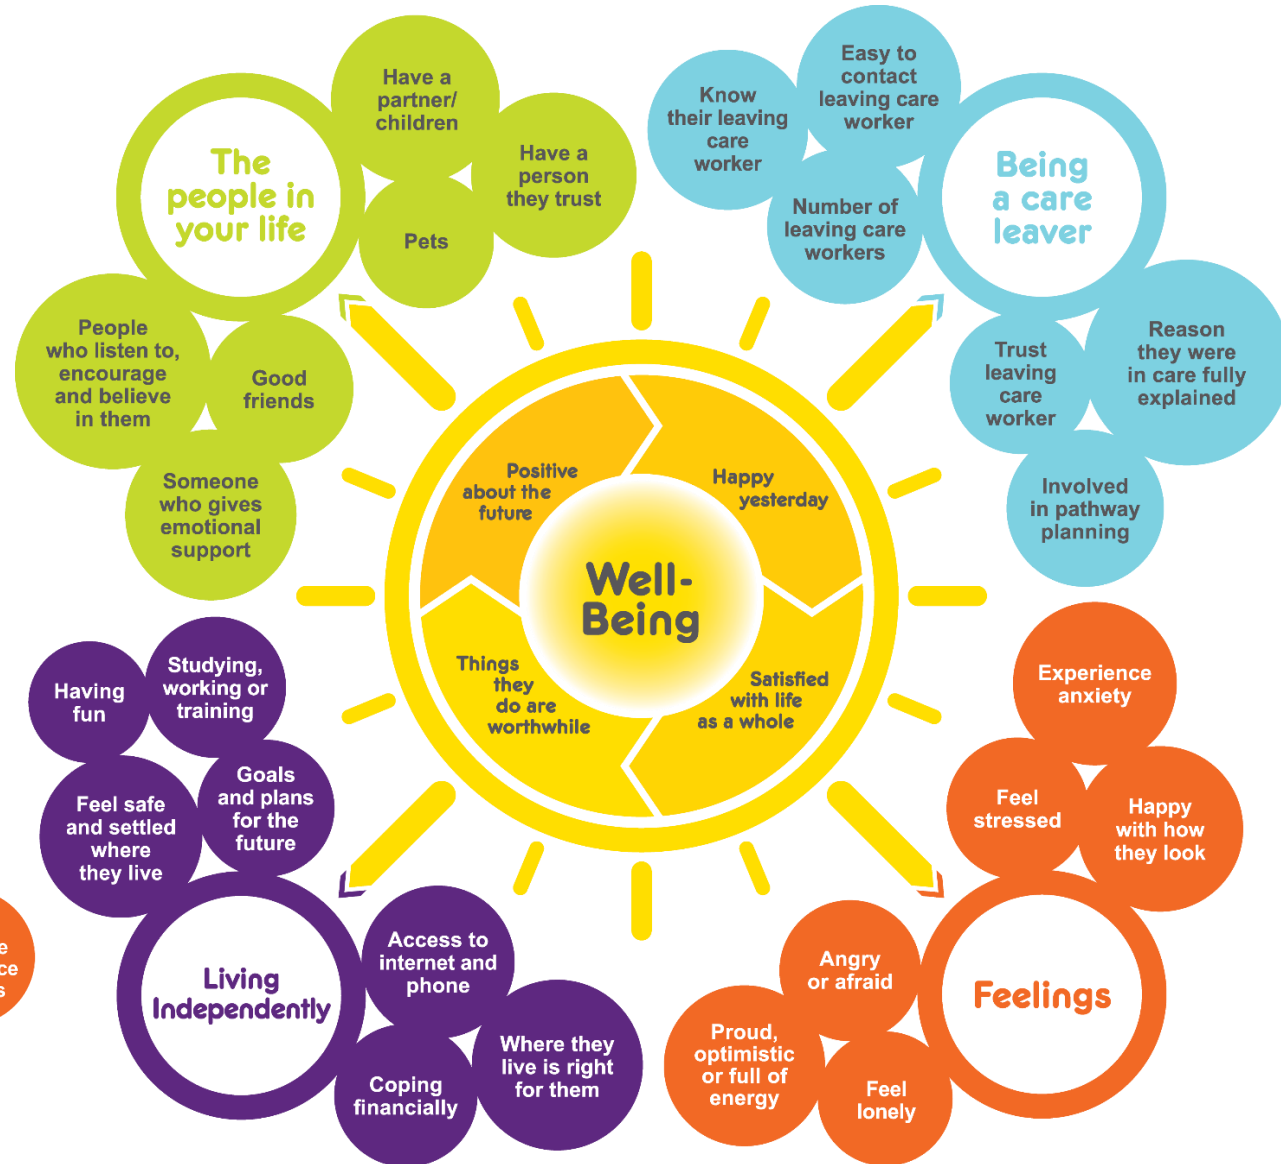 Have a
partner/
children
Have a
person
they trust
The
people in
your life
Pets
People
who listen to,
encourage
and believe
in them
Good
friends
Someone
who gives
emotional
support
Easy to
contact
leaving care
worker
Know
their leaving
care
worker
Being
a care
leaver
Number of
leaving care
workers
Reason
they were
in care fully
explained
Trust
leaving
care
worker
Involved
in pathway
planning
Positive
about the
future
Happy
yesterday
Well-
Being
Things
they
do are
worthwhile
Satisfied
with life
as a whole
Having
fun
Studying,
working or
training
Goals
and plans
for the
future
Feel safe
and settled
where
they live
Living
Independently
Access to
internet and
phone
Where they
live is right
for them
Coping
financially
Experience
anxiety
Feel
stressed
Happy
with how
they look
Angry
or afraid
Feelings
Proud,
optimistic
or full of
energy
Feel
lonely